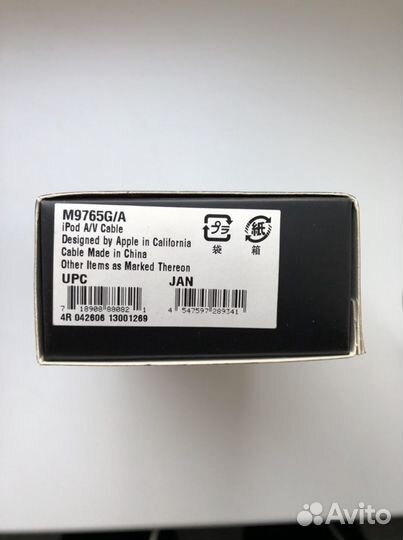 M9765G/A
iPod A/V Cable
Designed by Apple in California
Cable Made in China
Other Items as Marked Thereon
プラ 紙
袋 箱
UPC JAN
7 18908 88082 1 4 547597 289341
4R 042606 13001269
Avito